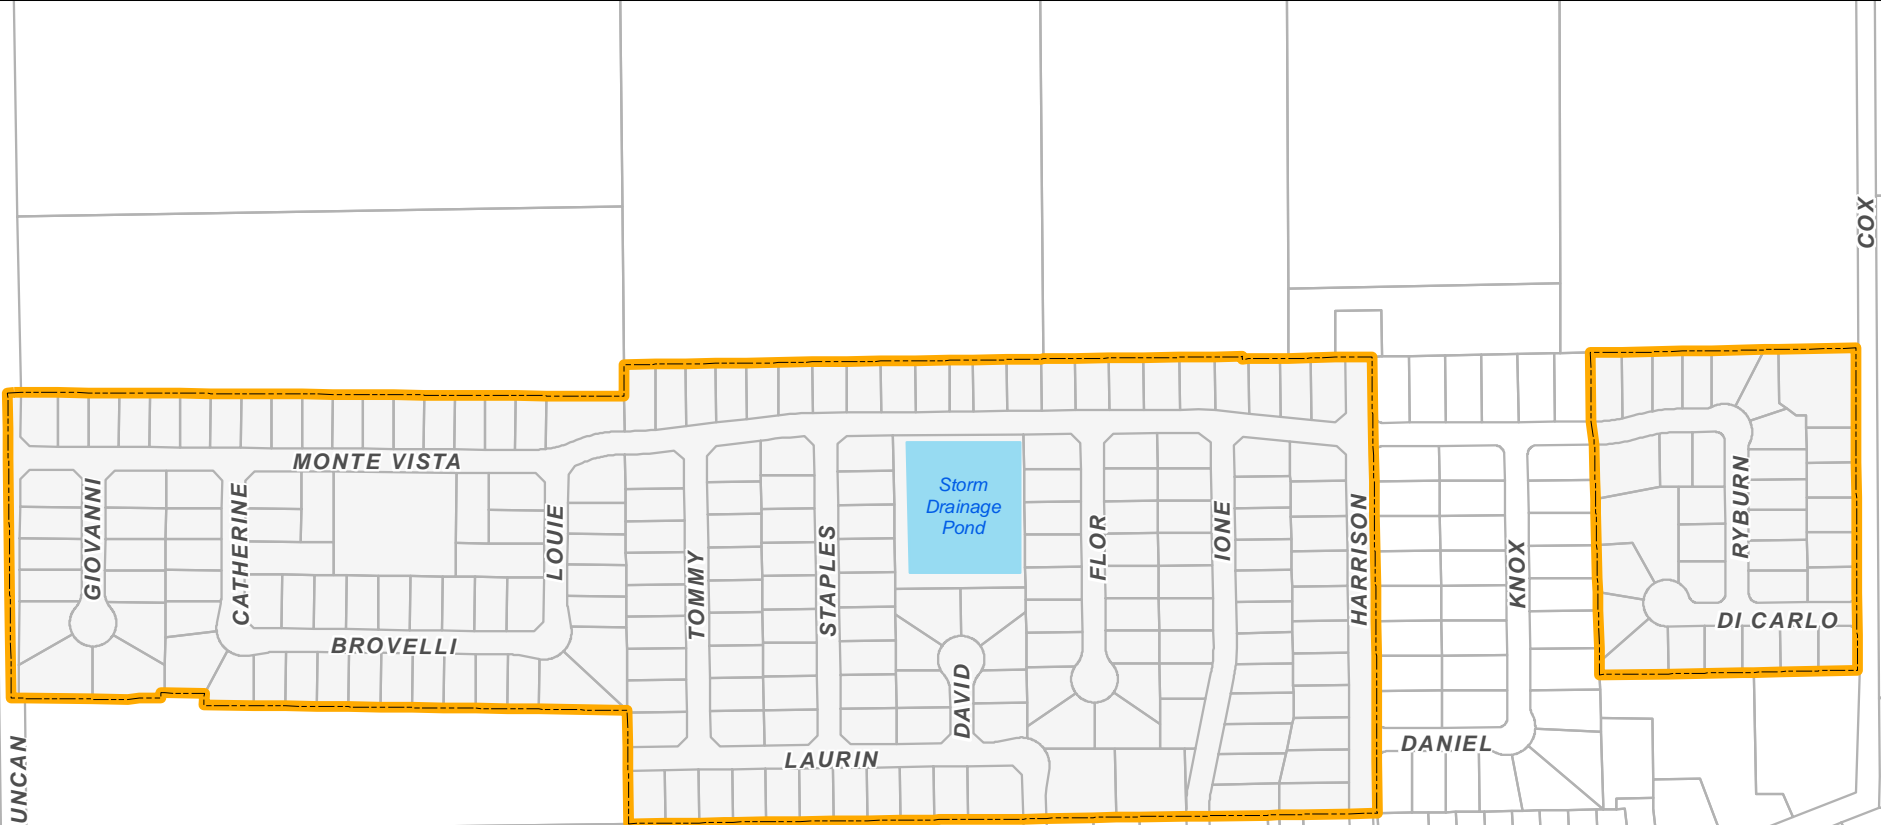 COX
MONTE VISTA
GIOVANNI
CATHERINE
LOUIE
Storm
Drainage
Pond
TOMMY
STAPLES
FLOR
IONE
HARRISON
KNOX
RYBURN
DI CARLO
BROVELLI
DAVID
LAURIN
DANIEL
UNCAN